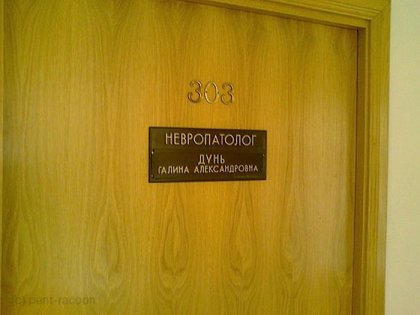 303
НЕВРОПАТОЛОГ
ДУНЬ
ГАЛИНА АЛЕКСАНДРОВНА
(c) pent-racoon